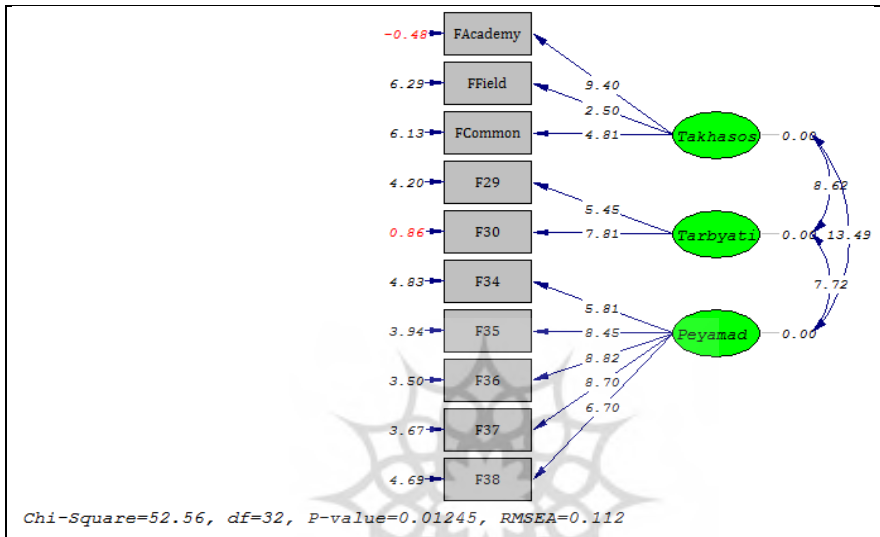 -0.48 FAcademy
9.40
6.29 FField
2.50
6.13 FCommon 4.81 Takhasos 0.00
4.20 F29 8.62
5.45
0.86 F30 7.81 Tarbyati 0.00 13.49
4.83 F34 7.72
5.81
3.94 F35 8.45 Peyamad 0.00
8.82
3.50 F36
8.70
6.70
3.67 F37
4.69 F38
Chi-Square=52.56, df=32, P-value=0.01245, RMSEA=0.112